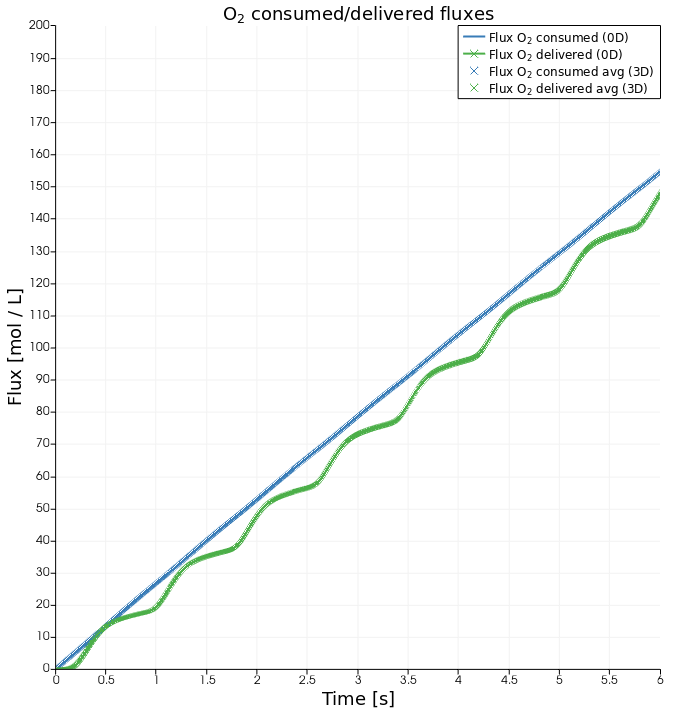 O₂ consumed/delivered fluxes
Flux O₂ consumed (0D)
Flux O₂ delivered (0D)
Flux O₂ consumed avg (3D)
Flux O₂ delivered avg (3D)
Flux [mol / L]
200
190
180
170
160
150
140
130
120
110
100
90
80
70
60
50
40
30
20
10
0
0 0.5 1 1.5 2 2.5 3 3.5 4 4.5 5 5.5 6
Time [s]